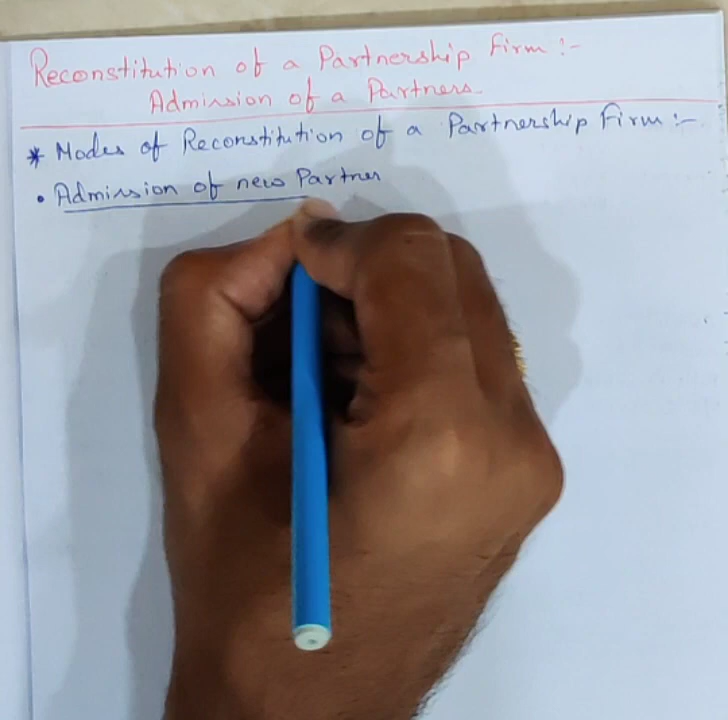 Reconstitution of a Partnership Firm :-
Admission of a Partners.
* Modes of Reconstitution of a Partnership Firm :-
• Admission of new Partner